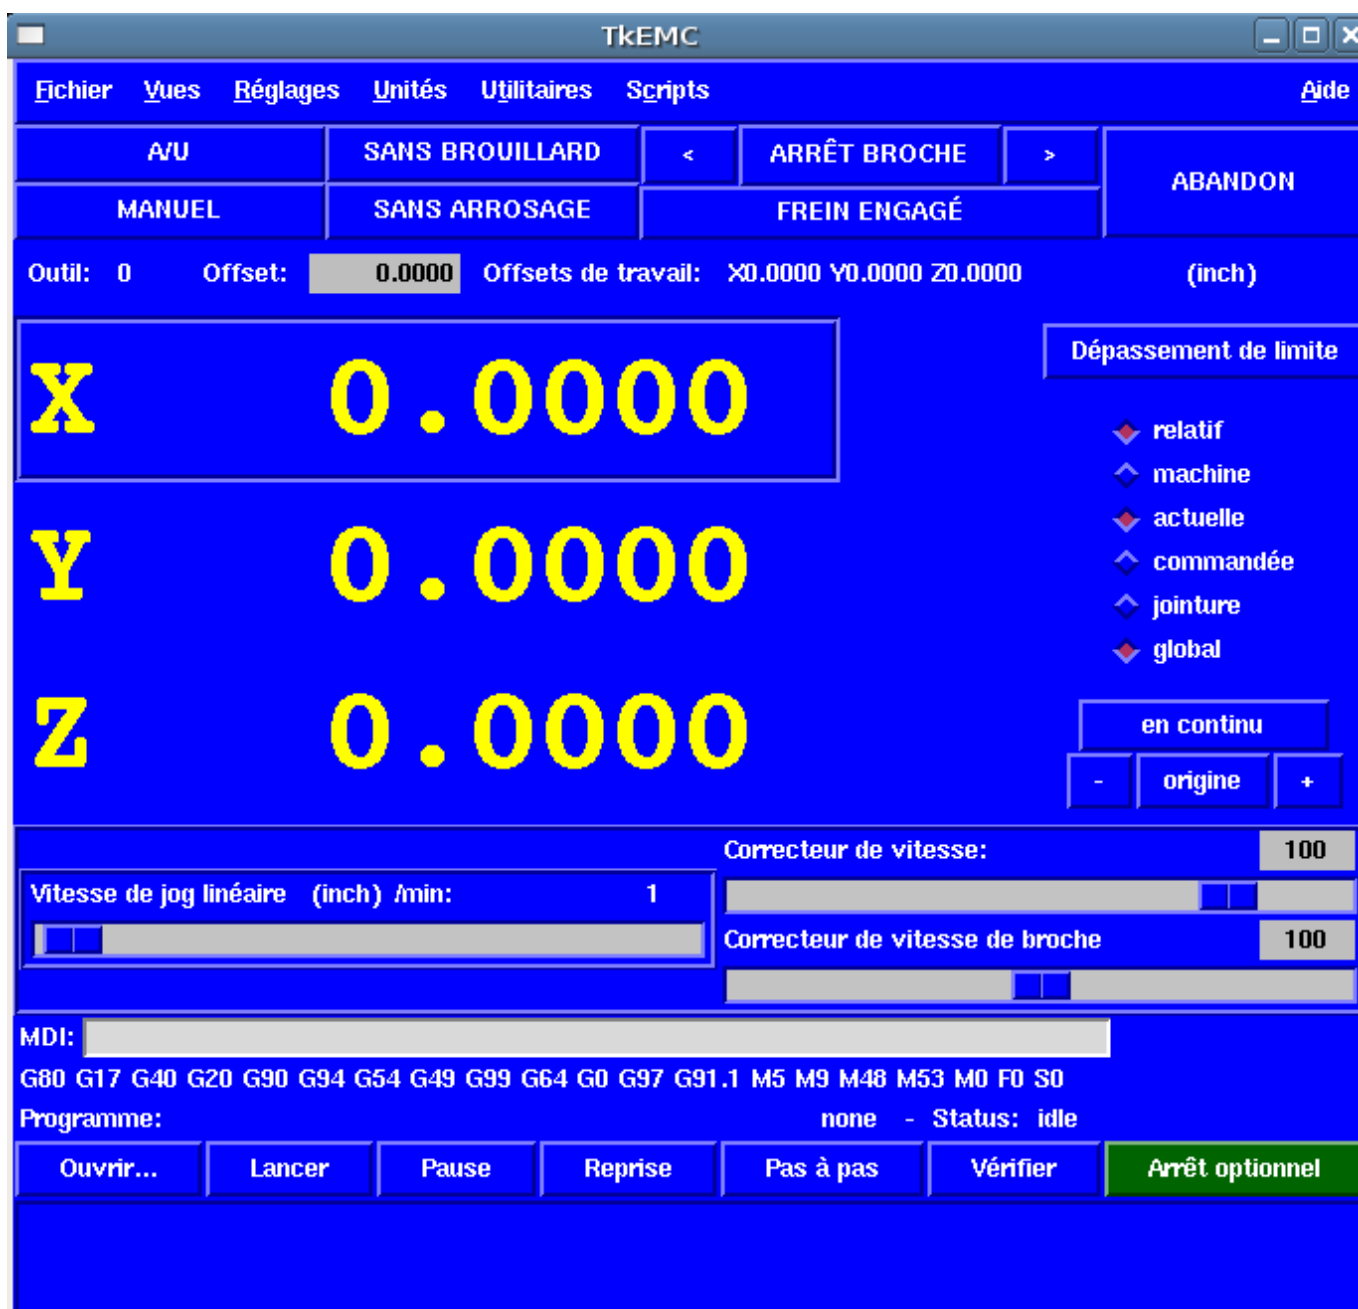 TkEMC
Fichier Vues Réglages Unités Utilitaires Scripts Aide
A/U SANS BROUILLARD < ARRÊT BROCHE > ABANDON
MANUEL SANS ARROSAGE FREIN ENGAGÉ
Outil: 0 Offset: 0.0000 Offsets de travail: X0.0000 Y0.0000 Z0.0000 (inch)
X 0.0000
Dépassement de limite
relatif
machine
actuelle
Y 0.0000
commandée
jointure
global
Z 0.0000
en continu
- origine +
Correcteur de vitesse: 100
Vitesse de jog linéaire (inch) /min: 1
Correcteur de vitesse de broche 100
MDI:
G80 G17 G40 G20 G90 G94 G54 G49 G99 G64 G0 G97 G91.1 M5 M9 M48 M53 M0 F0 S0
Programme: none - Status: idle
Ouvrir... Lancer Pause Reprise Pas à pas Vérifier Arrêt optionnel